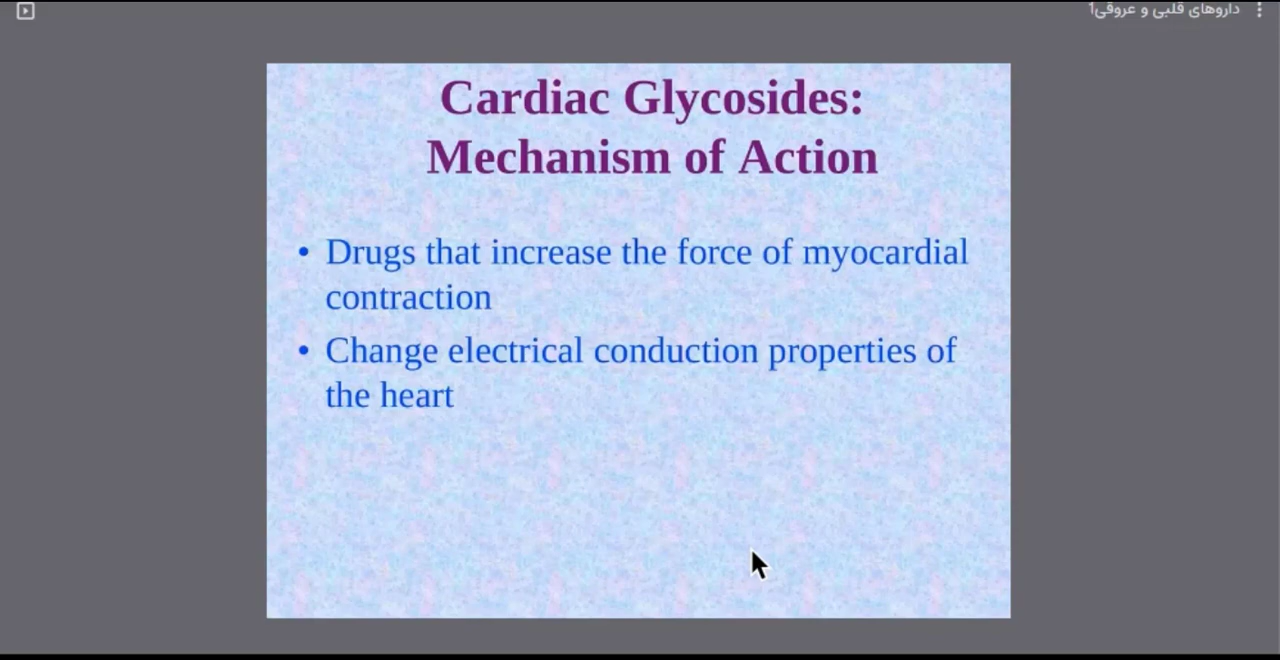 داروهای قلبی و عروقی1
Cardiac Glycosides:
Mechanism of Action
• Drugs that increase the force of myocardial
contraction
• Change electrical conduction properties of
the heart